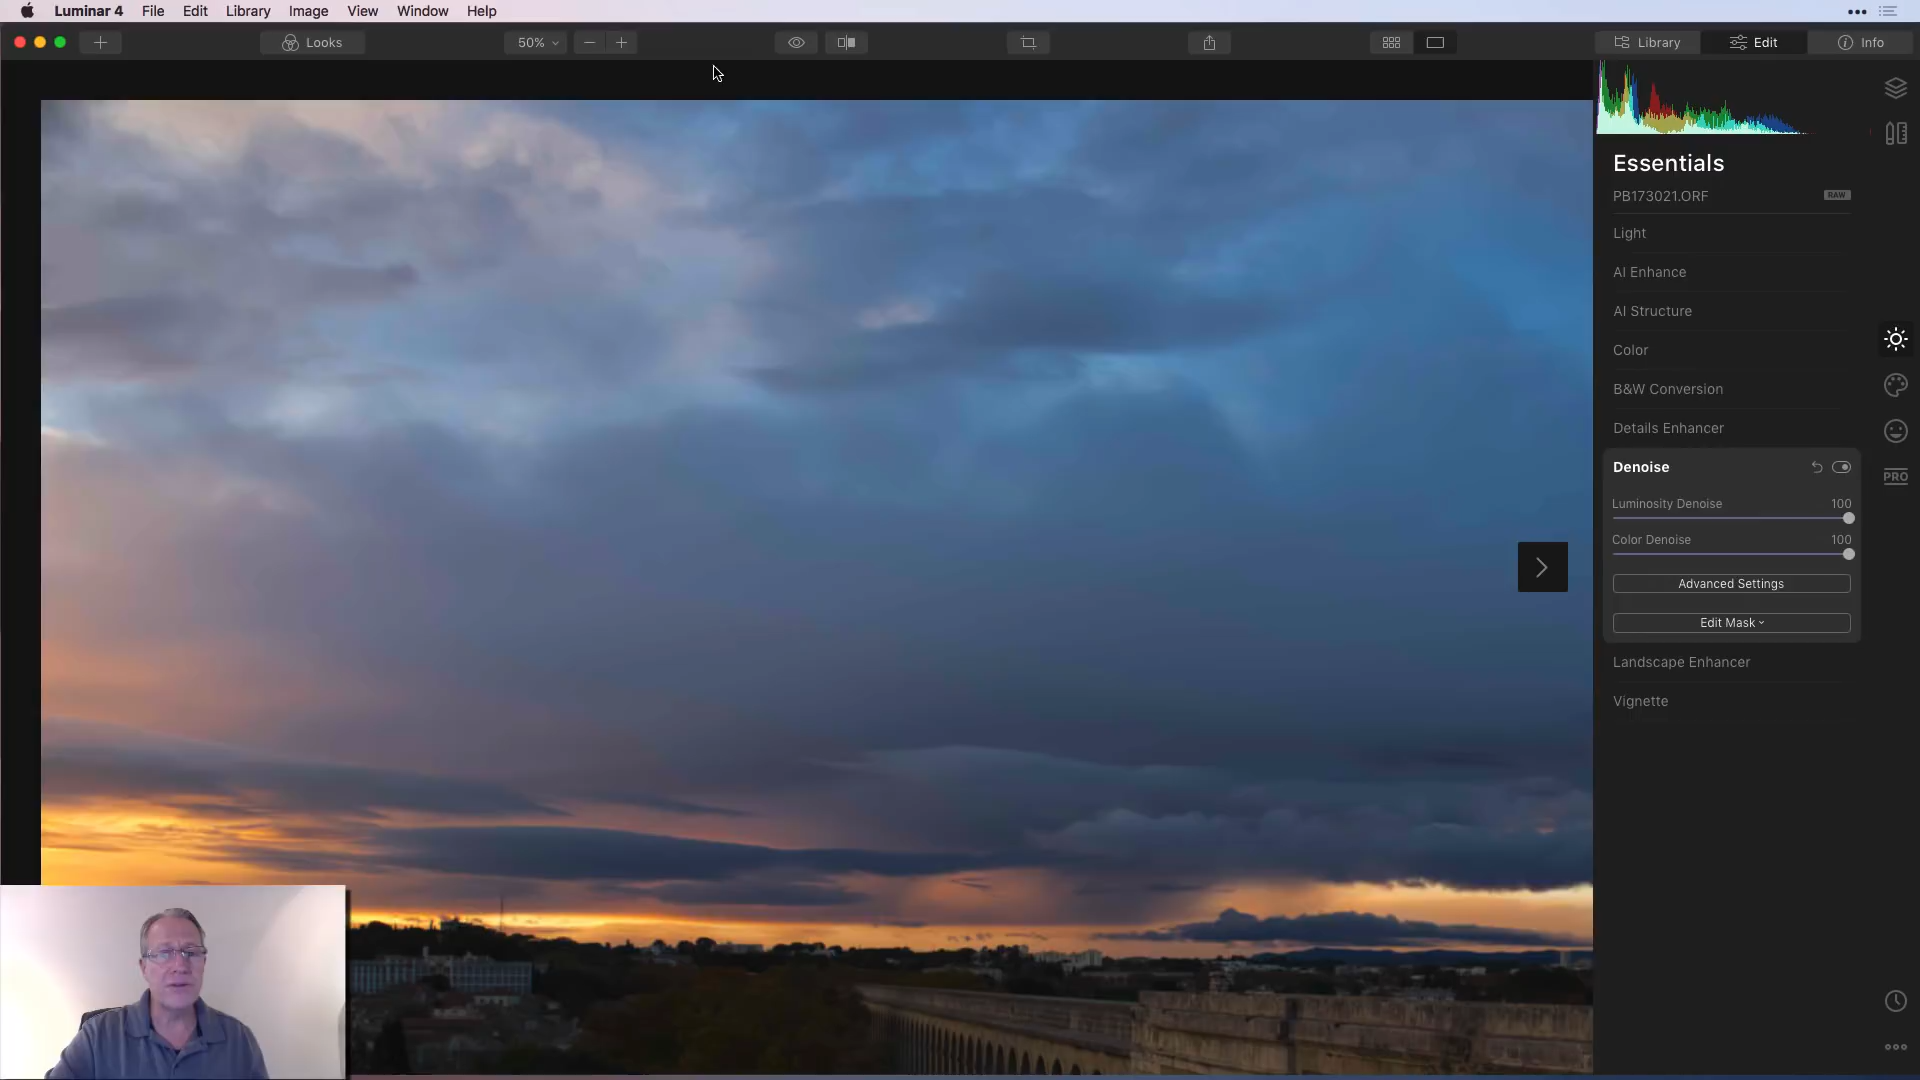 Luminar 4 File Edit Library Image View Window Help
Looks 50% Library Edit Info
Essentials
PB173021.ORF RAW
Light
AI Enhance
AI Structure
Color
B&W Conversion
Details Enhancer
Denoise
Luminosity Denoise 100
Color Denoise 100
Advanced Settings
Edit Mask
Landscape Enhancer
Vignette
PRO